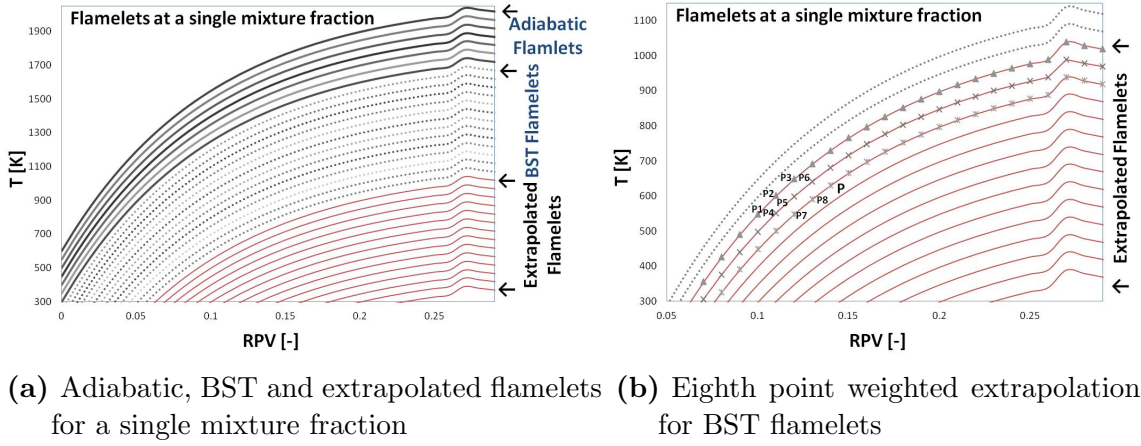 Flamelets at a single mixture fraction
T [K]
1900
1700
1500
1300
1100
900
700
500
300
0
0.05
0.1
0.15
0.2
0.25
RPV [-]
Adiabatic
Flamlets
BST Flamelets
Extrapolated
Flamelets
(a) Adiabatic, BST and extrapolated flamelets
for a single mixture fraction
Flamelets at a single mixture fraction
T [K]
1100
1000
900
800
700
600
500
400
300
0.05
0.1
0.15
0.2
0.25
RPV [-]
P3 P6
P2
P
P1 P5 P8
P4
P7
Extrapolated Flamelets
(b) Eighth point weighted extrapolation
for BST flamelets